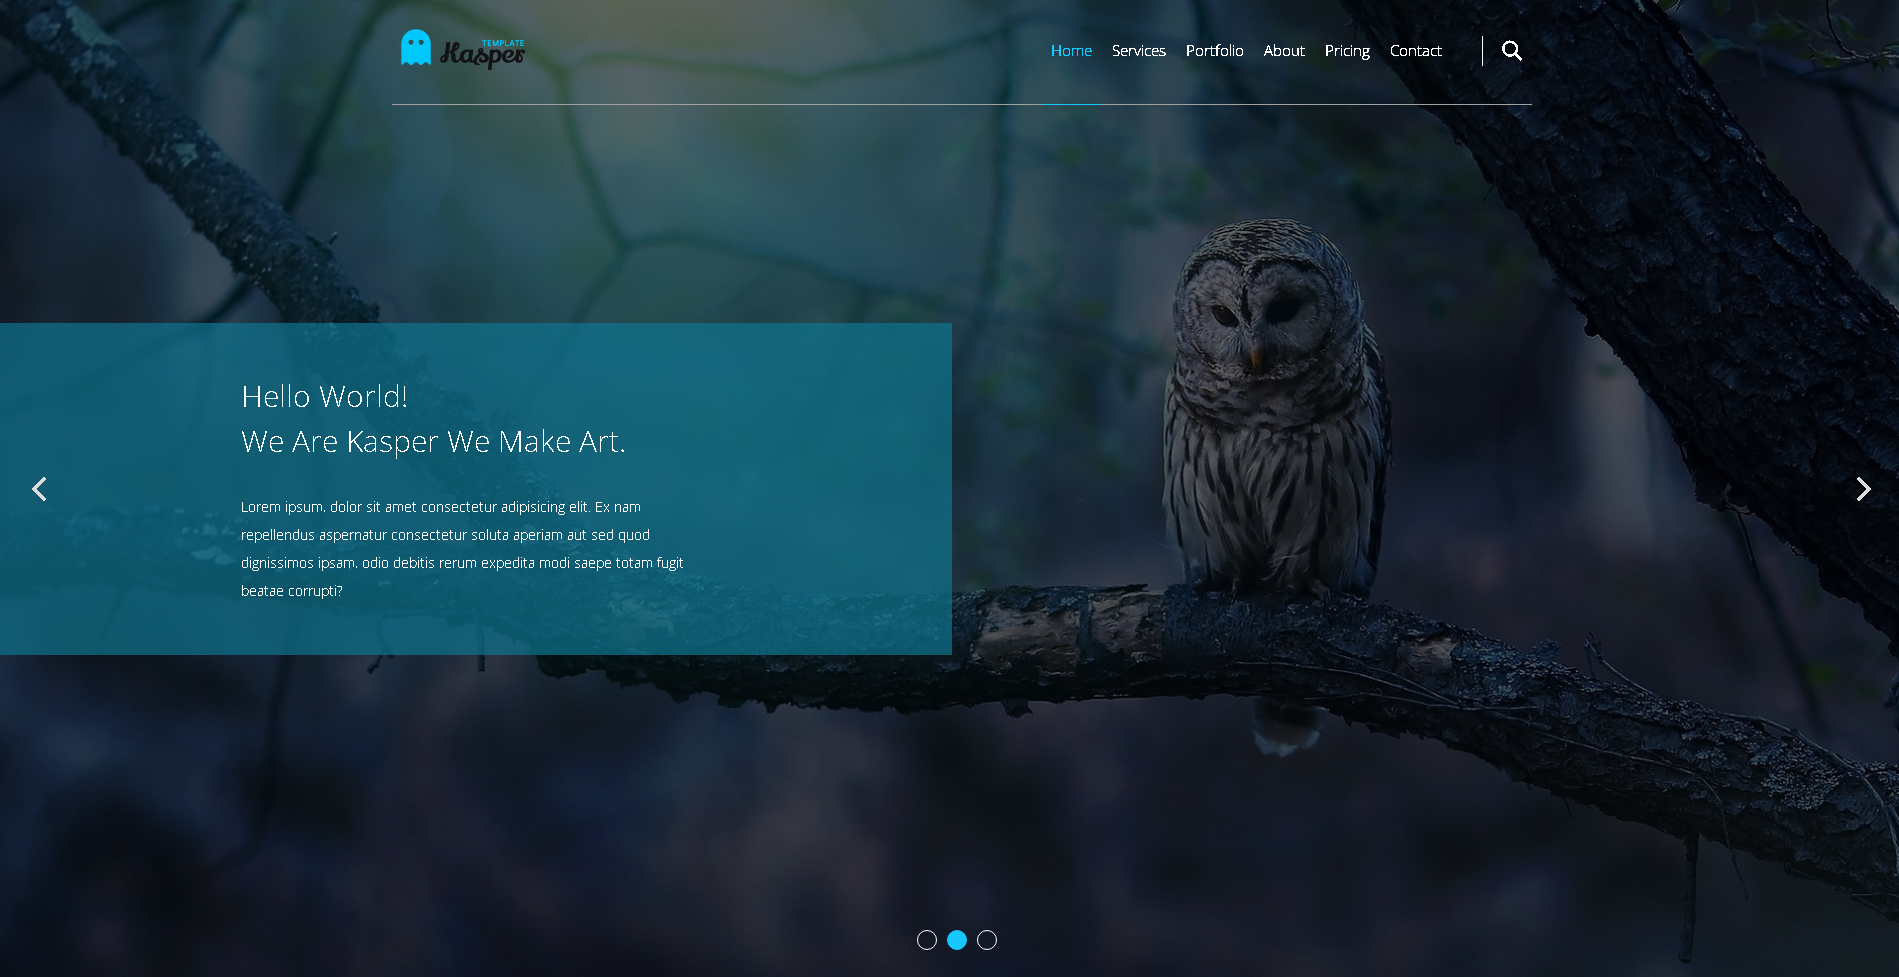 TEMPLATE
Kasper
Home Services Portfolio About Pricing Contact
Hello World!
We Are Kasper We Make Art.
Lorem ipsum, dolor sit amet consectetur adipisicing elit. Ex nam
repellendus aspernatur consectetur soluta aperiam aut sed quod
dignissimos ipsam, odio debitis rerum expedita modi saepe totam fugit
beatae corrupti?